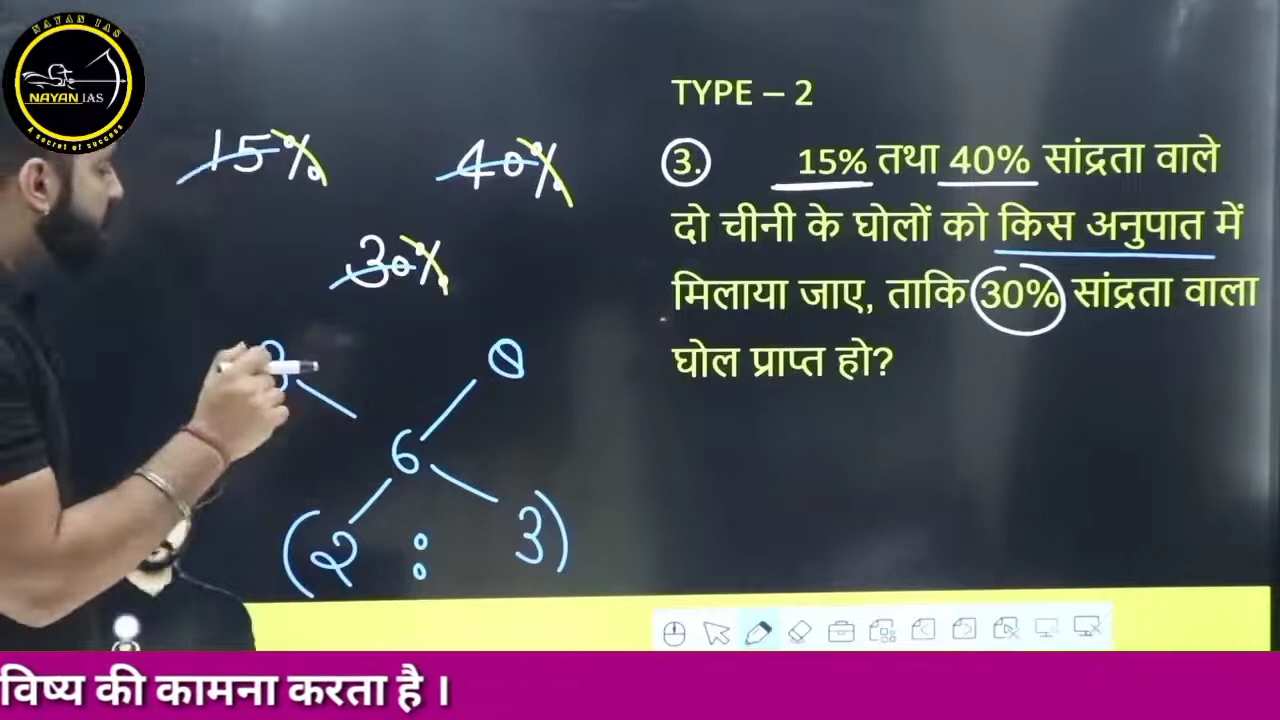 NAYAN IAS
NAYAN IAS
A secret of success
15% 40%
30%
8
6
(2 : 3)
TYPE – 2
3. 15% तथा 40% सांद्रता वाले
दो चीनी के घोलों को किस अनुपात में
मिलाया जाए, ताकि 30% सांद्रता वाला
घोल प्राप्त हो?
विष्य की कामना करता है ।